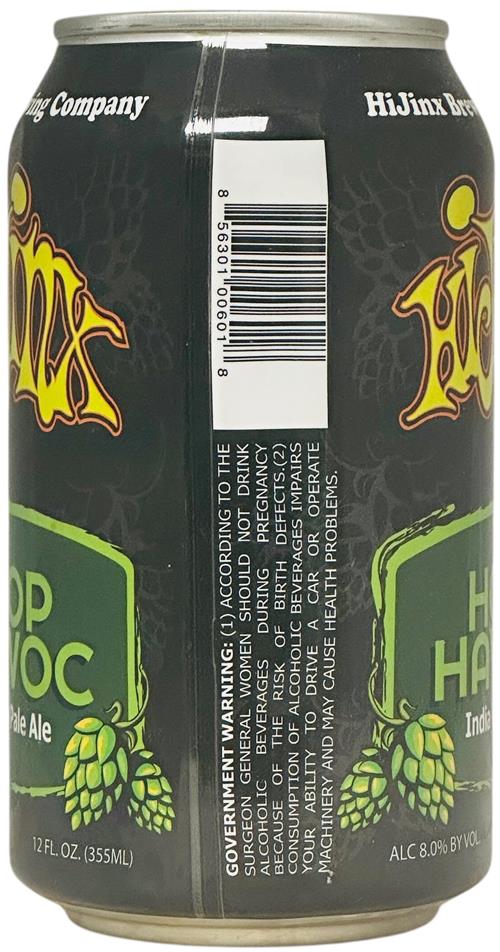 ing Company
HiJinx Brew
inx
HiJ
8 56301 00601 8
GOVERNMENT WARNING: (1) ACCORDING TO THE
SURGEON GENERAL WOMEN SHOULD NOT DRINK
ALCOHOLIC BEVERAGES DURING PREGNANCY
BECAUSE OF THE RISK OF BIRTH DEFECTS.(2)
CONSUMPTION OF ALCOHOLIC BEVERAGES IMPAIRS
YOUR ABILITY TO DRIVE A CAR OR OPERATE
MACHINERY AND MAY CAUSE HEALTH PROBLEMS.
OP
VOC
Pale Ale
12 FL. OZ. (355ML)
H
HA
India
ALC 8.0% BY VOL.